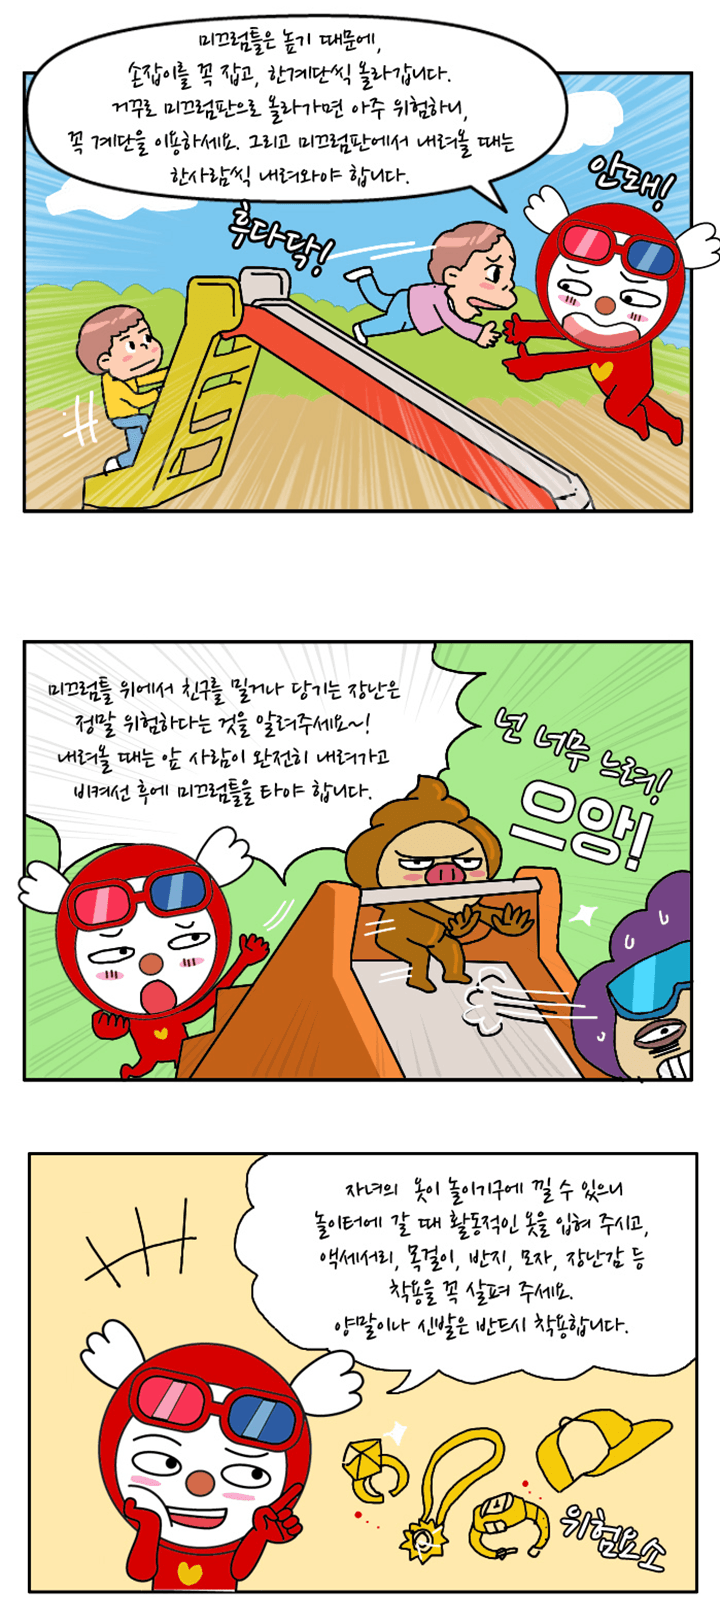 미끄럼틀은 높기 때문에,
손잡이를 꼭 잡고, 한계단씩 올라갑니다.
거꾸로 미끄럼판으로 올라가면 아주 위험하니,
꼭 계단을 이용하세요. 그리고 미끄럼판에서 내려올 때는
한사람씩 내려와야 합니다.
안돼!
후다닥!
미끄럼틀 위에서 친구를 밀거나 당기는 장난은
정말 위험하다는 것을 알려주세요~!
내려올 때는 앞 사람이 완전히 내려가고
비켜선 후에 미끄럼틀을 타야 합니다.
넌 너무 느려!
으앙!
자녀의 옷이 놀이기구에 낄 수 있으니
놀이터에 갈 때 활동적인 옷을 입혀 주시고,
액세서리, 목걸이, 반지, 모자, 장난감 등
착용을 꼭 살펴 주세요.
양말이나 신발은 반드시 착용합니다.
위험요소